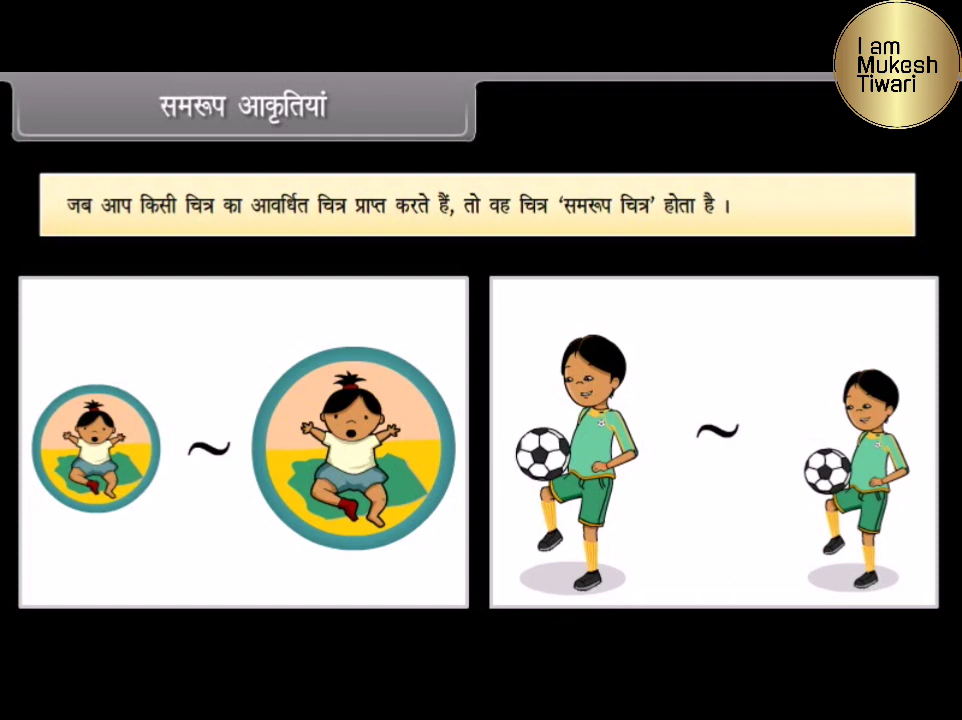 I am
Mukesh
Tiwari
समरूप आकृतियां
जब आप किसी चित्र का आवर्धित चित्र प्राप्त करते हैं, तो वह चित्र ‘समरूप चित्र’ होता है ।
~
~